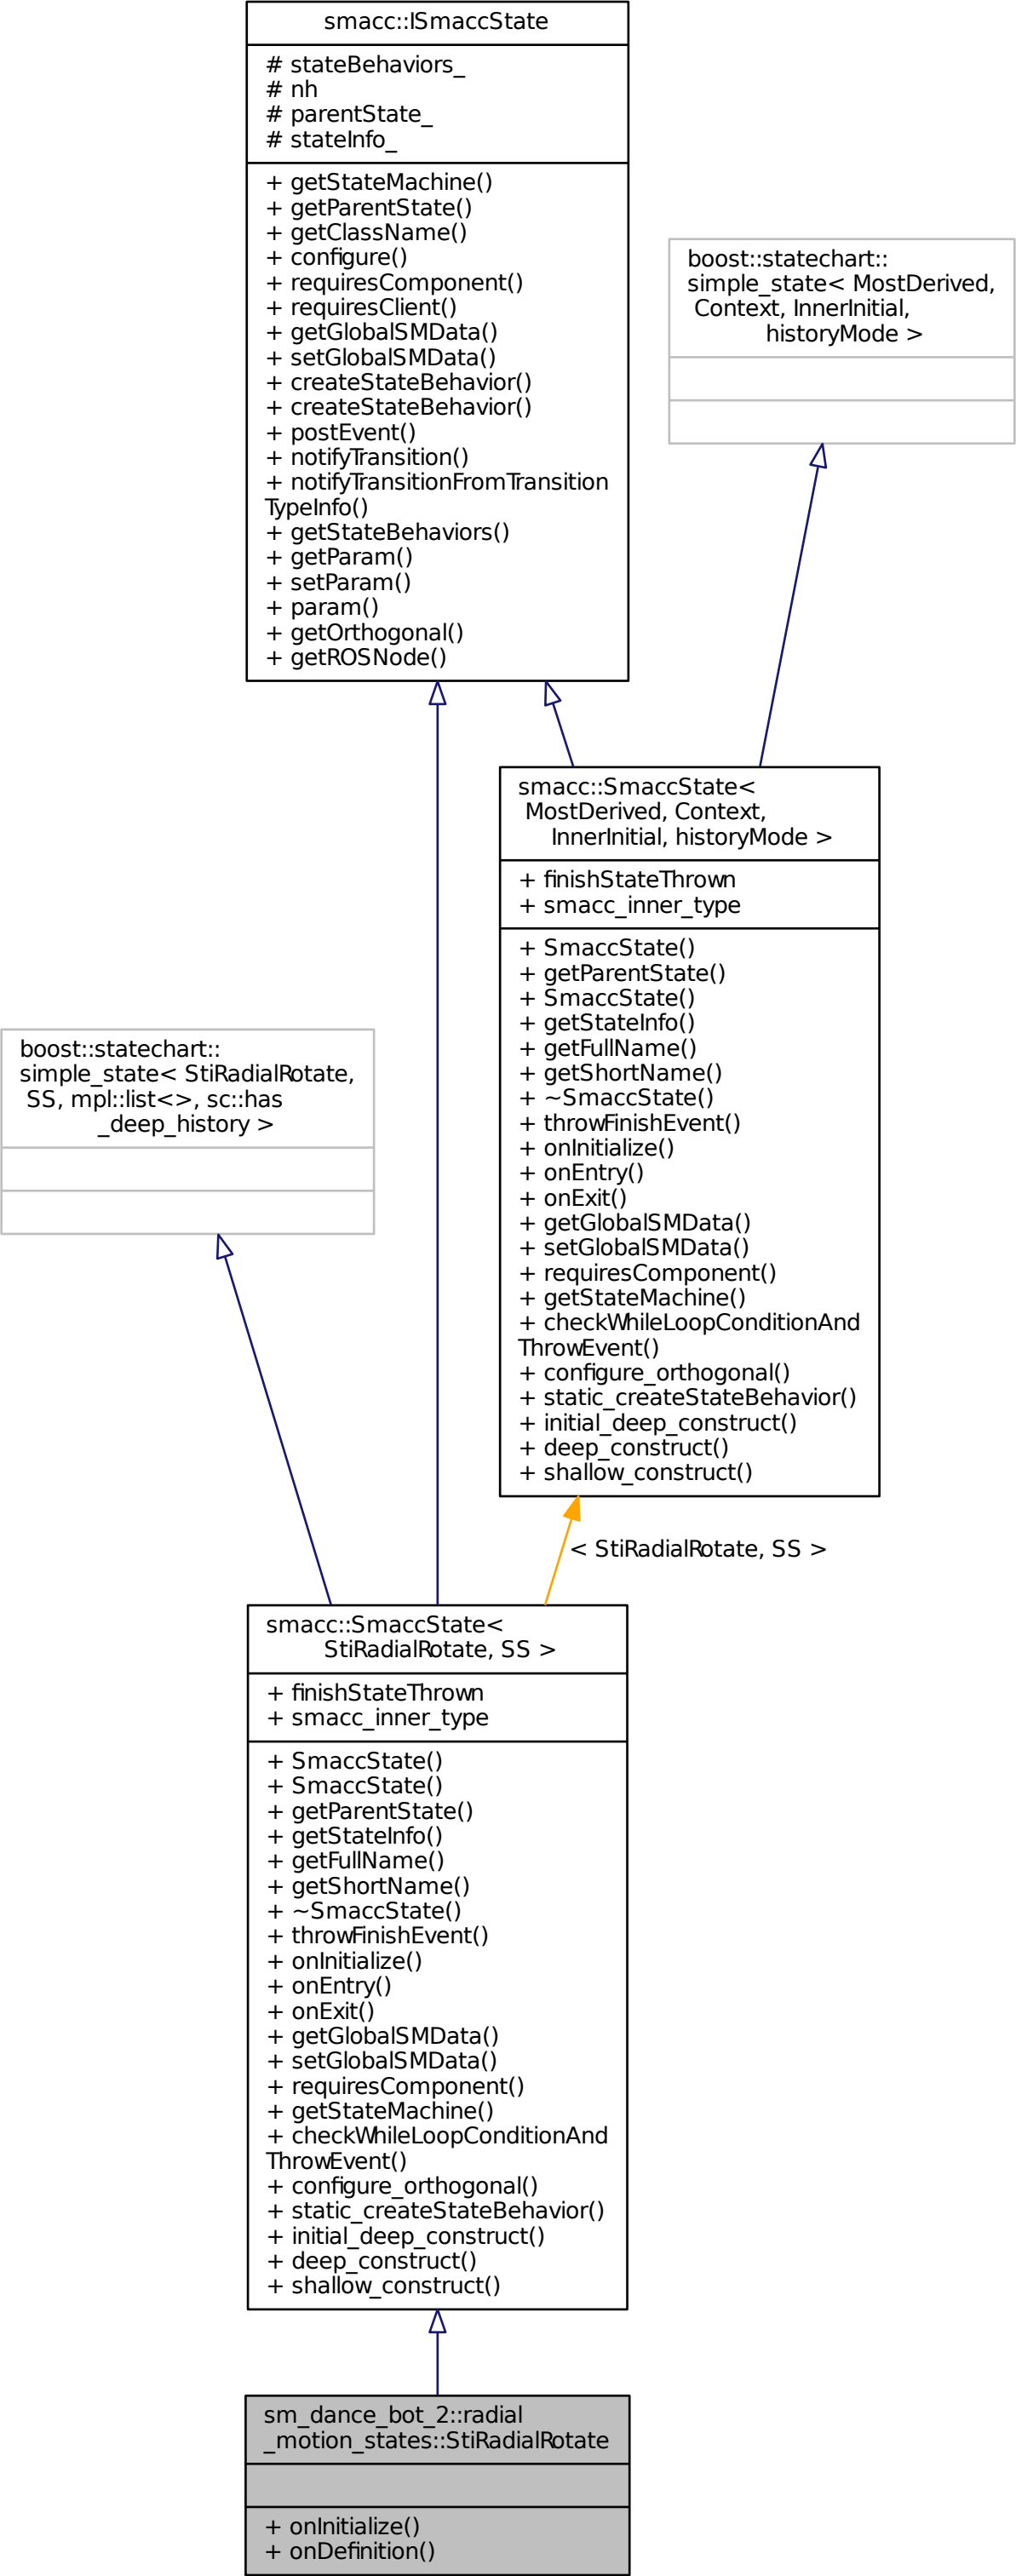 smacc::ISmaccState
# stateBehaviors_
# nh
# parentState_
# stateInfo_
+ getStateMachine()
+ getParentState()
+ getClassName()
+ configure()
+ requiresComponent()
+ requiresClient()
+ getGlobalSMData()
+ setGlobalSMData()
+ createStateBehavior()
+ createStateBehavior()
+ postEvent()
+ notifyTransition()
+ notifyTransitionFromTransition
TypeInfo()
+ getStateBehaviors()
+ getParam()
+ setParam()
+ param()
+ getOrthogonal()
+ getROSNode()
boost::statechart::
simple_state< MostDerived,
Context, InnerInitial,
historyMode >
smacc::SmaccState<
MostDerived, Context,
InnerInitial, historyMode >
+ finishStateThrown
+ smacc_inner_type
+ SmaccState()
+ getParentState()
+ SmaccState()
+ getStateInfo()
+ getFullName()
+ getShortName()
+ ~SmaccState()
+ throwFinishEvent()
+ onInitialize()
+ onEntry()
+ onExit()
+ getGlobalSMData()
+ setGlobalSMData()
+ requiresComponent()
+ getStateMachine()
+ checkWhileLoopConditionAnd
ThrowEvent()
+ configure_orthogonal()
+ static_createStateBehavior()
+ initial_deep_construct()
+ deep_construct()
+ shallow_construct()
boost::statechart::
simple_state< StiRadialRotate,
SS, mpl::list<>, sc::has
_deep_history >
< StiRadialRotate, SS >
smacc::SmaccState<
StiRadialRotate, SS >
+ finishStateThrown
+ smacc_inner_type
+ SmaccState()
+ SmaccState()
+ getParentState()
+ getStateInfo()
+ getFullName()
+ getShortName()
+ ~SmaccState()
+ throwFinishEvent()
+ onInitialize()
+ onEntry()
+ onExit()
+ getGlobalSMData()
+ setGlobalSMData()
+ requiresComponent()
+ getStateMachine()
+ checkWhileLoopConditionAnd
ThrowEvent()
+ configure_orthogonal()
+ static_createStateBehavior()
+ initial_deep_construct()
+ deep_construct()
+ shallow_construct()
sm_dance_bot_2::radial
_motion_states::StiRadialRotate
+ onInitialize()
+ onDefinition()